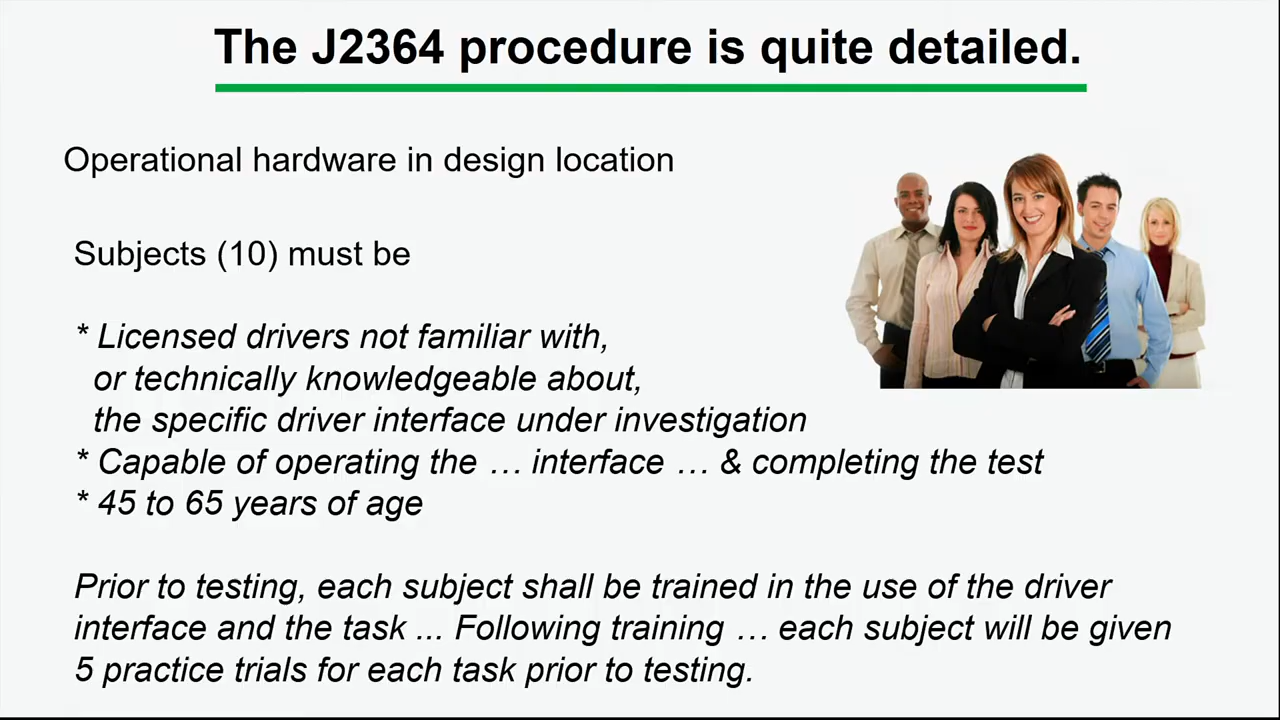 The J2364 procedure is quite detailed.
Operational hardware in design location
Subjects (10) must be
* Licensed drivers not familiar with,
or technically knowledgeable about,
the specific driver interface under investigation
* Capable of operating the … interface … & completing the test
* 45 to 65 years of age
Prior to testing, each subject shall be trained in the use of the driver
interface and the task ... Following training … each subject will be given
5 practice trials for each task prior to testing.